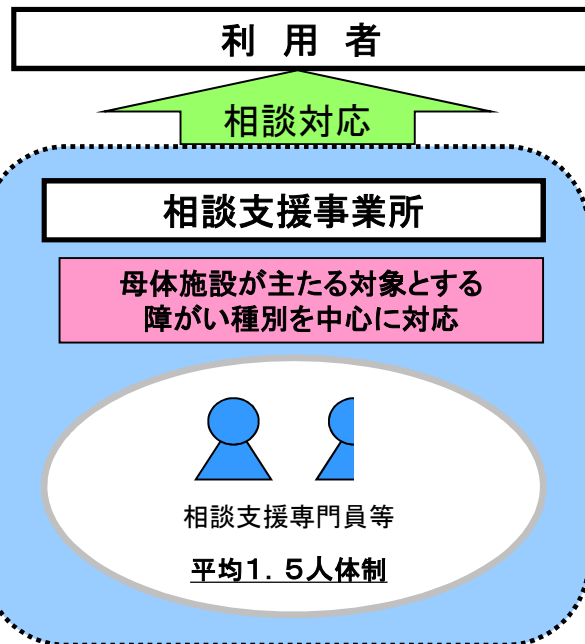 利　用　者
相談対応
相談支援事業所
母体施設が主たる対象とする
障がい種別を中心に対応
相談支援専門員等
平均１．５人体制